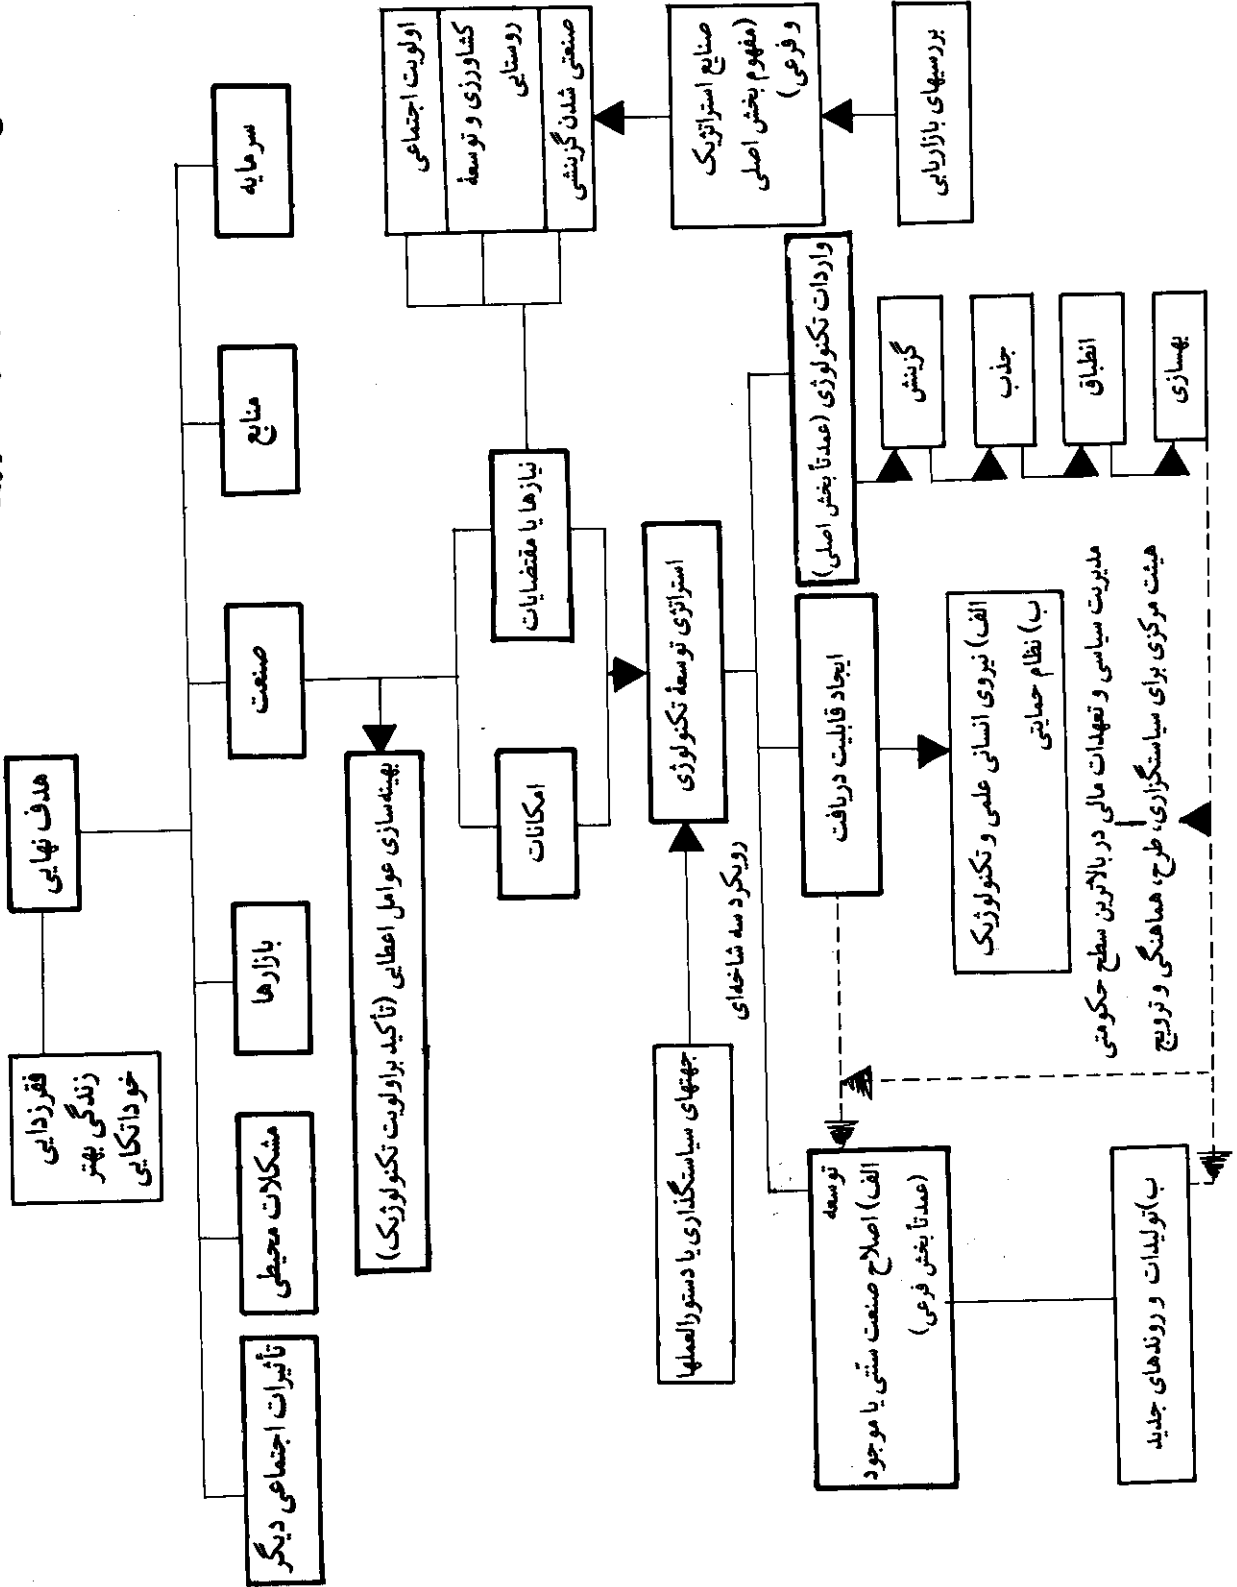 هدف نهایی
فقرزدایی
زندگی بهتر
خوداتکایی
سرمایه
منابع
صنعت
بازارها
مشکلات محیطی
تأثیرات اجتماعی دیگر
بهینه‌سازی عوامل اعطایی (تأکید براولویت تکنولوژیک)
اولویت اجتماعی
کشاورزی و توسعهٔ
روستایی
صنعتی شدن گزینشی
صنایع استراتژیک
(مفهوم بخش اصلی
و فرعی)
بررسیهای بازاریابی
نیازها یا مقتضایات
امکانات
استراتژی توسعهٔ تکنولوژی
جهتهای سیاستگذاری یا دستورالعملها
رویکرد سه شاخه‌ای
واردات تکنولوژی (عمدتاً بخش اصلی)
گزینش
جذب
انطباق
بهسازی
ایجاد قابلیت دریافت
الف) نیروی انسانی علمی و تکنولوژیک
ب) نظام حمایتی
توسعه
الف) اصلاح صنعت سنتی یا موجود
(عمدتاً بخش فرعی)
ب)تولیدات و روندهای جدید
مدیریت سیاسی و تعهدات مالی در بالاترین سطح حکومتی
هیئت مرکزی برای سیاستگزاری، طرح، هماهنگی و ترویج